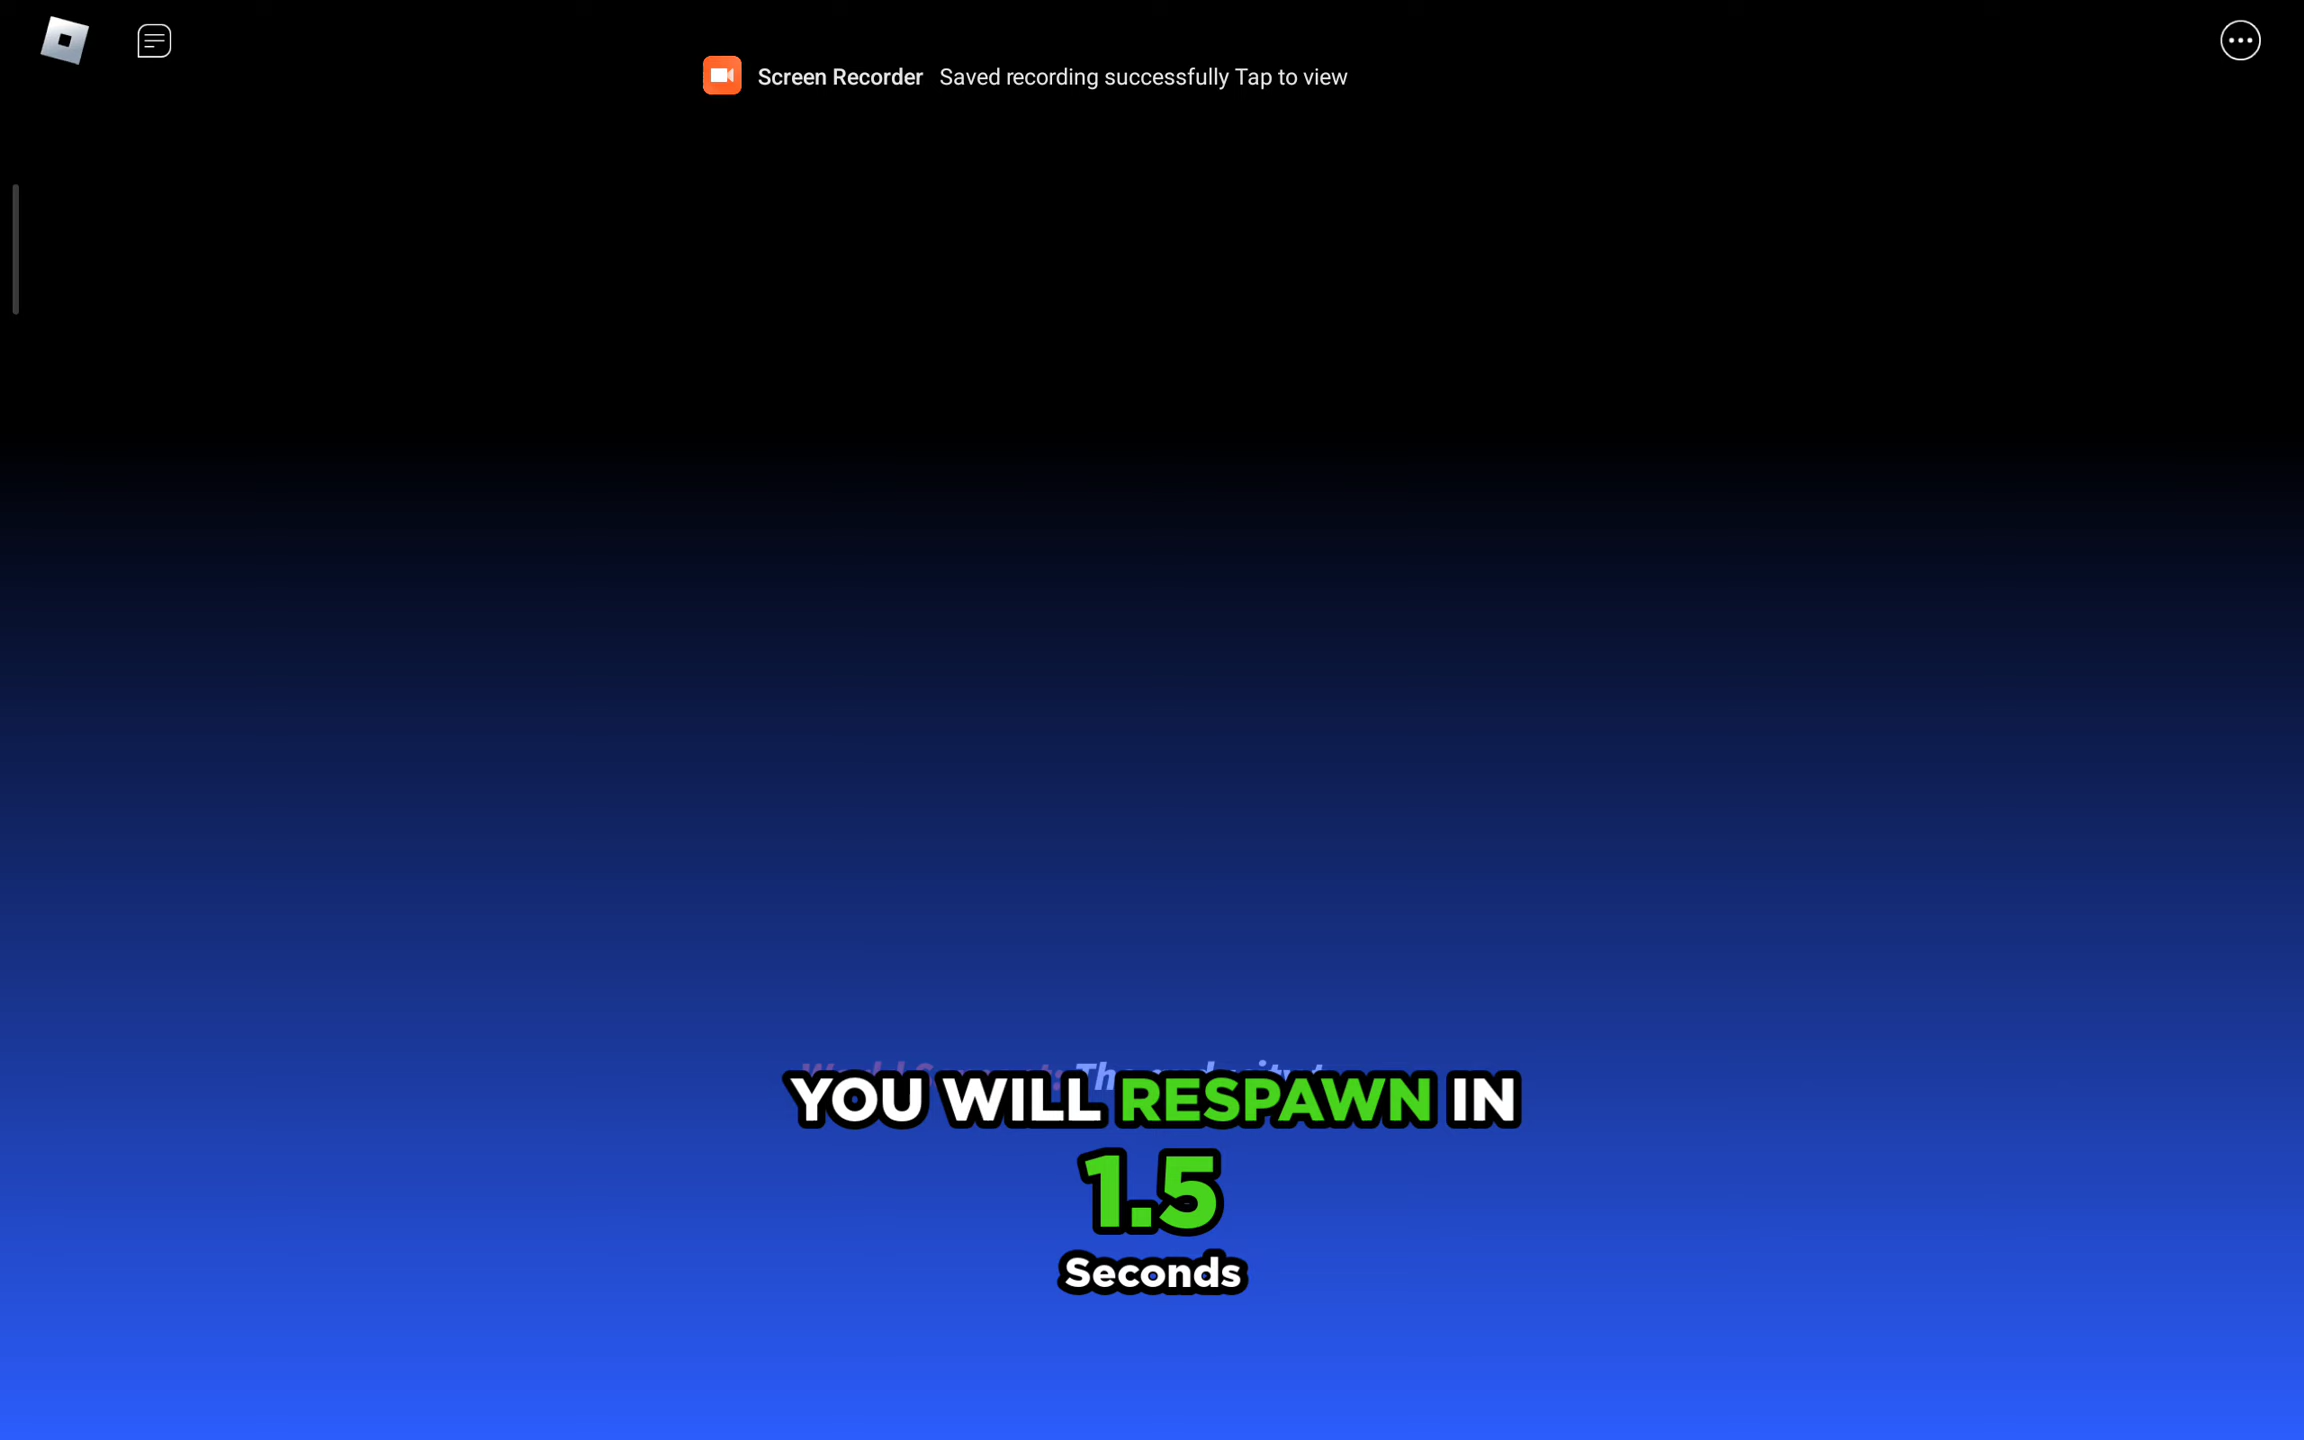 Screen Recorder Saved recording successfully Tap to view
YOU WILL RESPAWN IN
1.5
Seconds